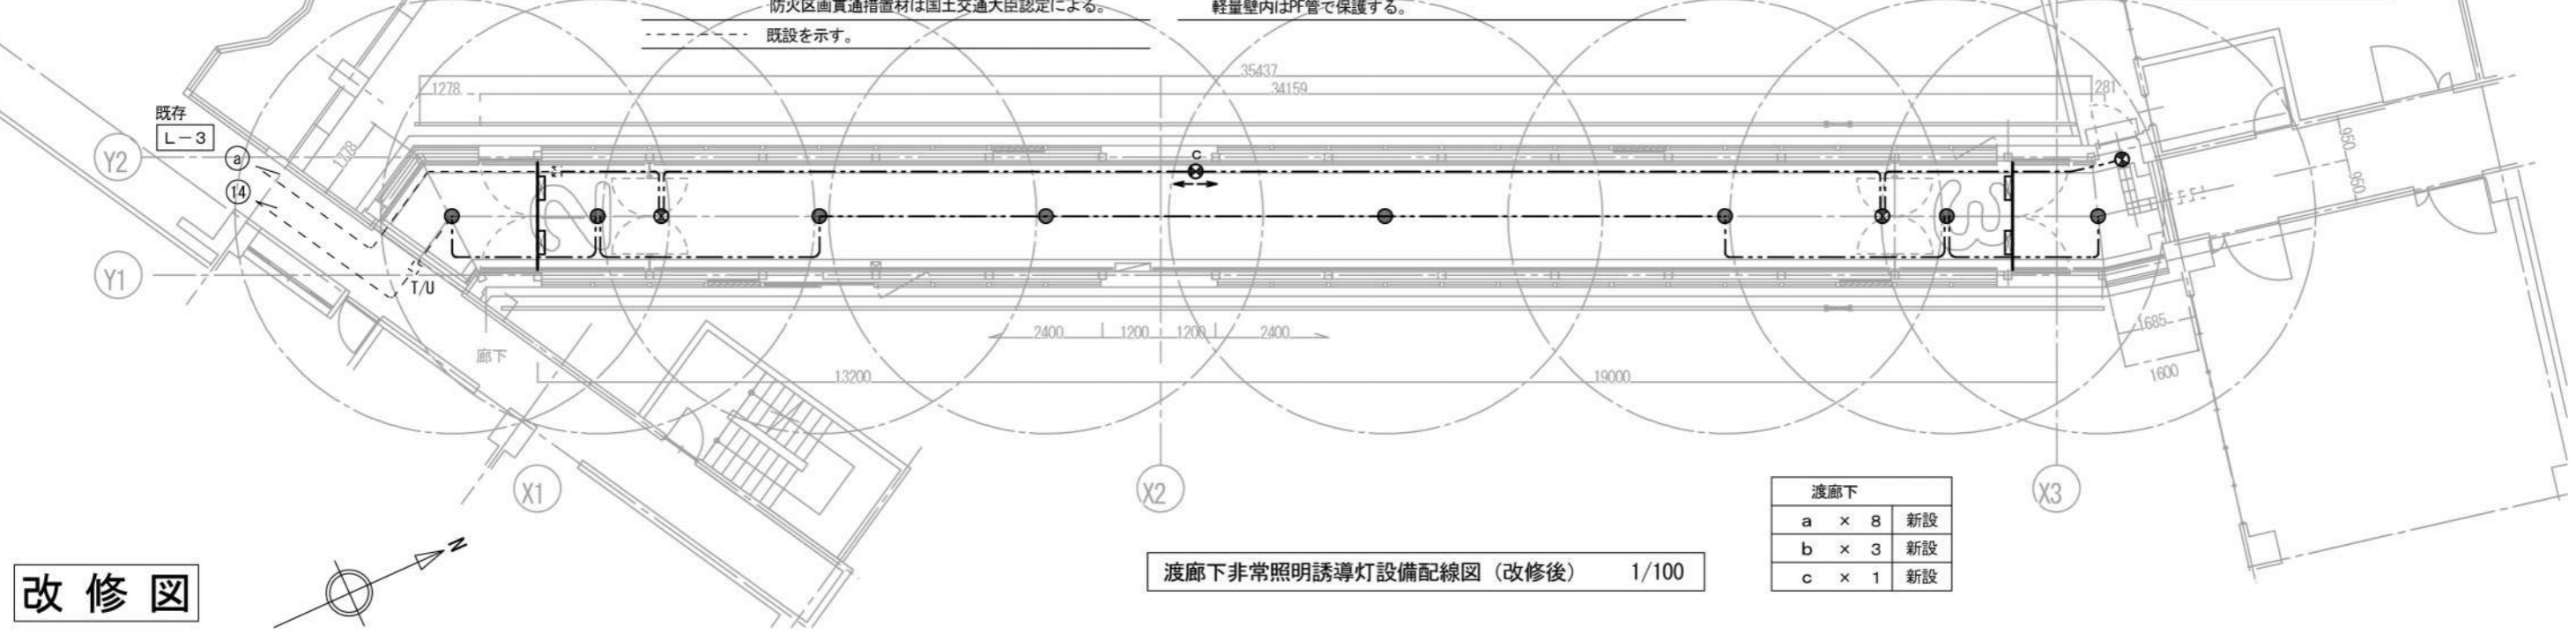 防火区画貫通措置材は国土交通大臣認定による。
軽量壁内はPF管で保護する。
既設を示す。
35437
1278
34159
281
既存
L－3
a
Y2
14
1778
c
2
3
950
950
Y1
T/U
廊下
2400
1200
1200
2400
13200
19000
1685
1600
X1
X2
X3
渡廊下
a × 8 新設
b × 3 新設
c × 1 新設
N
改修図
渡廊下非常照明誘導灯設備配線図（改修後） 1/100